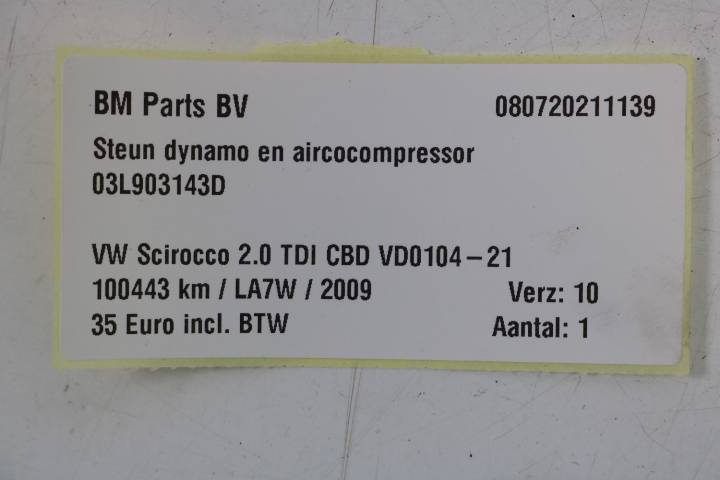 BM Parts BV 080720211139
Steun dynamo en aircocompressor
03L903143D
VW Scirocco 2.0 TDI CBD VD0104-21
100443 km / LA7W / 2009 Verz: 10
35 Euro incl. BTW Aantal: 1